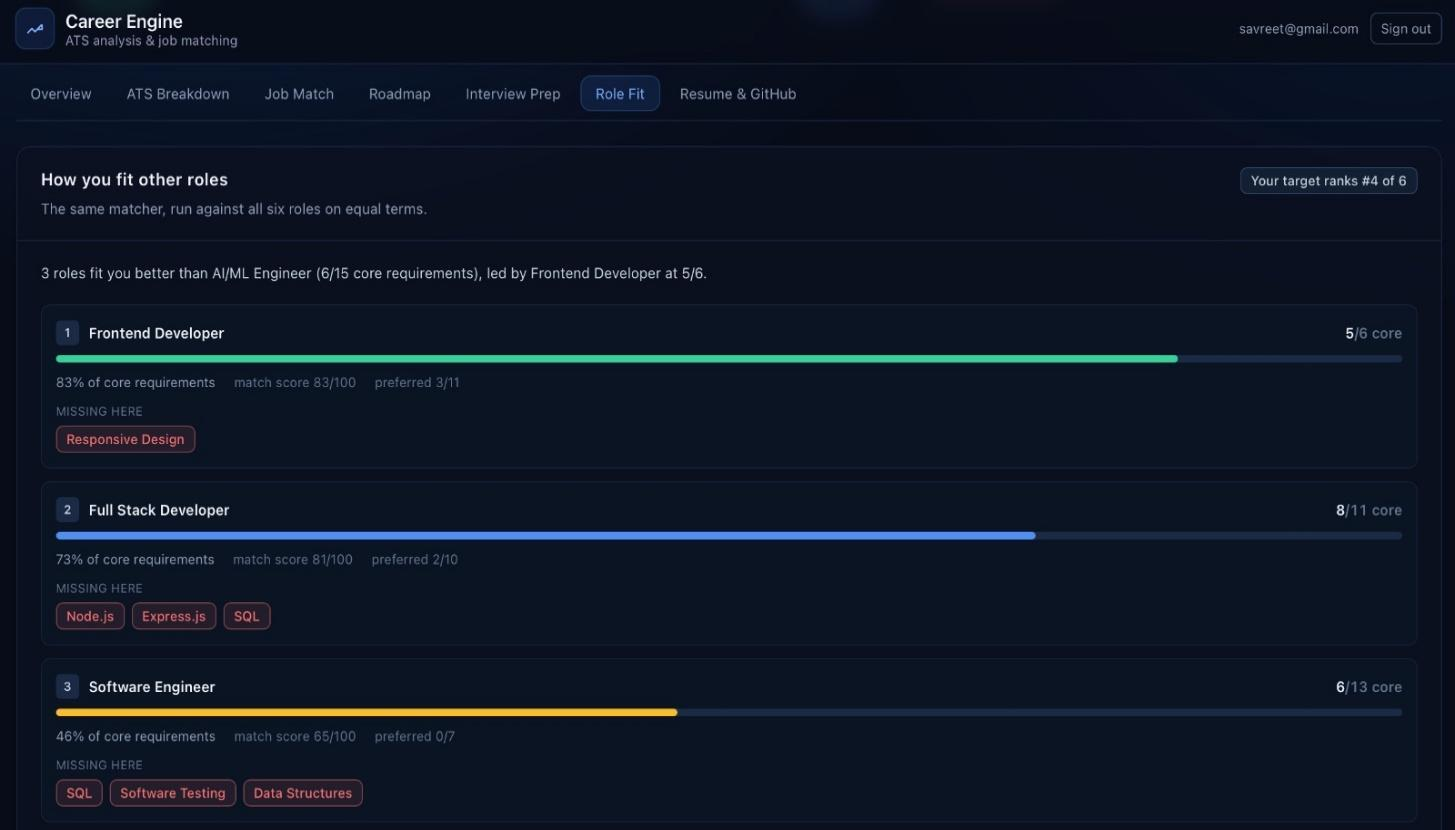 Career Engine
ATS analysis & job matching
savreet@gmail.com
Sign out
Overview
ATS Breakdown
Job Match
Roadmap
Interview Prep
Role Fit
Resume & GitHub
How you fit other roles
Your target ranks #4 of 6
The same matcher, run against all six roles on equal terms.
3 roles fit you better than AI/ML Engineer (6/15 core requirements), led by Frontend Developer at 5/6.
1 Frontend Developer 5/6 core
83% of core requirements match score 83/100 preferred 3/11
MISSING HERE
Responsive Design
2 Full Stack Developer 8/11 core
73% of core requirements match score 81/100 preferred 2/10
MISSING HERE
Node.js Express.js SQL
3 Software Engineer 6/13 core
46% of core requirements match score 65/100 preferred 0/7
MISSING HERE
SQL Software Testing Data Structures